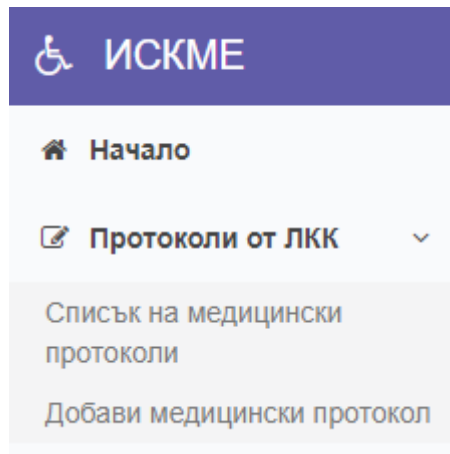 ИСКМЕ
Начало
Протоколи от ЛКК
Списък на медицински
протоколи
Добави медицински протокол